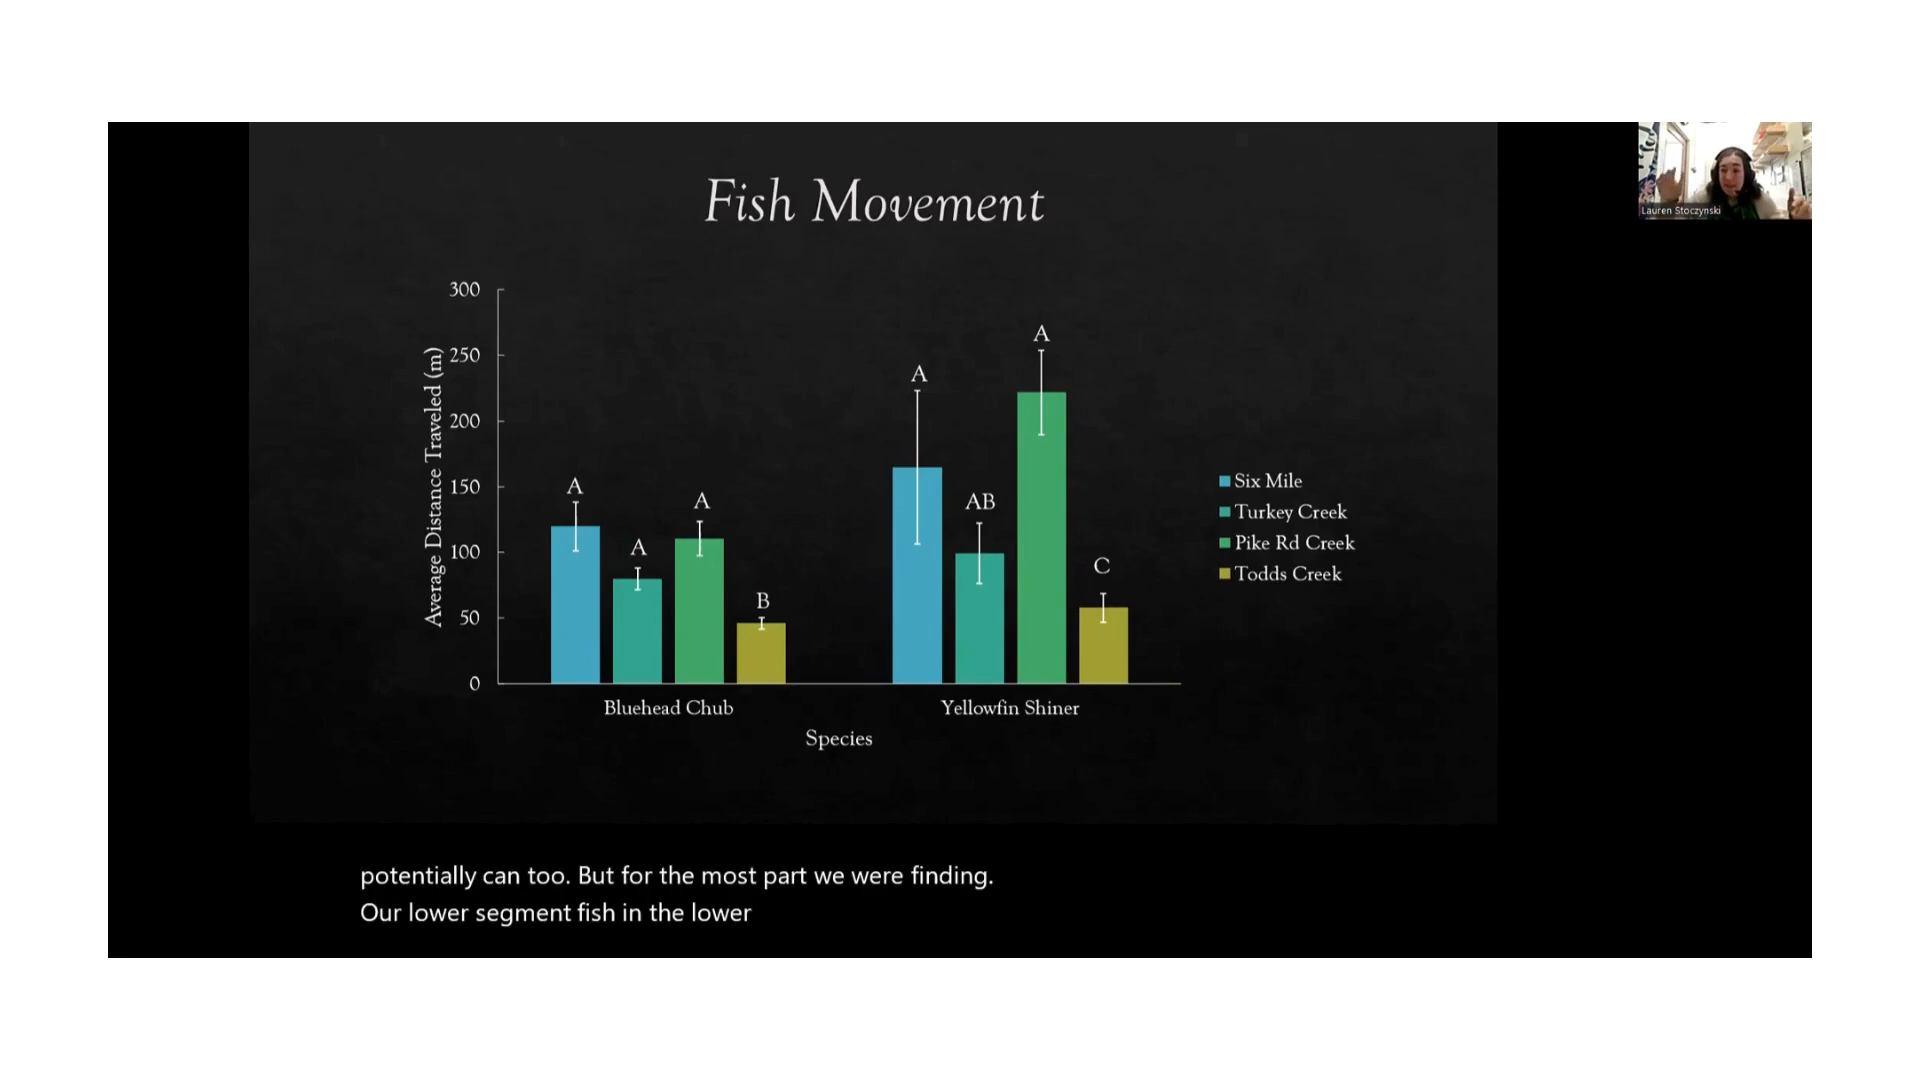 Fish Movement
Lauren Stoczynski
300
250
200
150
100
50
0
Average Distance Traveled (m)
A
A
A
B
A
AB
A
C
Bluehead Chub
Yellowfin Shiner
Species
Six Mile
Turkey Creek
Pike Rd Creek
Todds Creek
potentially can too. But for the most part we were finding.
Our lower segment fish in the lower